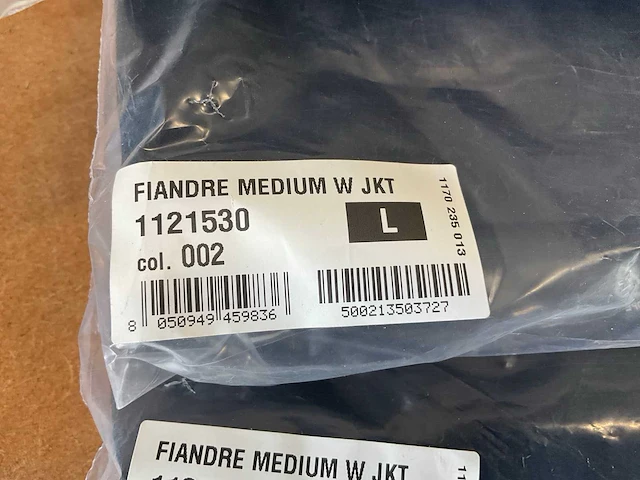 FIANDRE MEDIUM W JKT
1121530
L
col. 002
1170 235 013
8 050949 459836
500213503727
FIANDRE MEDIUM W JKT